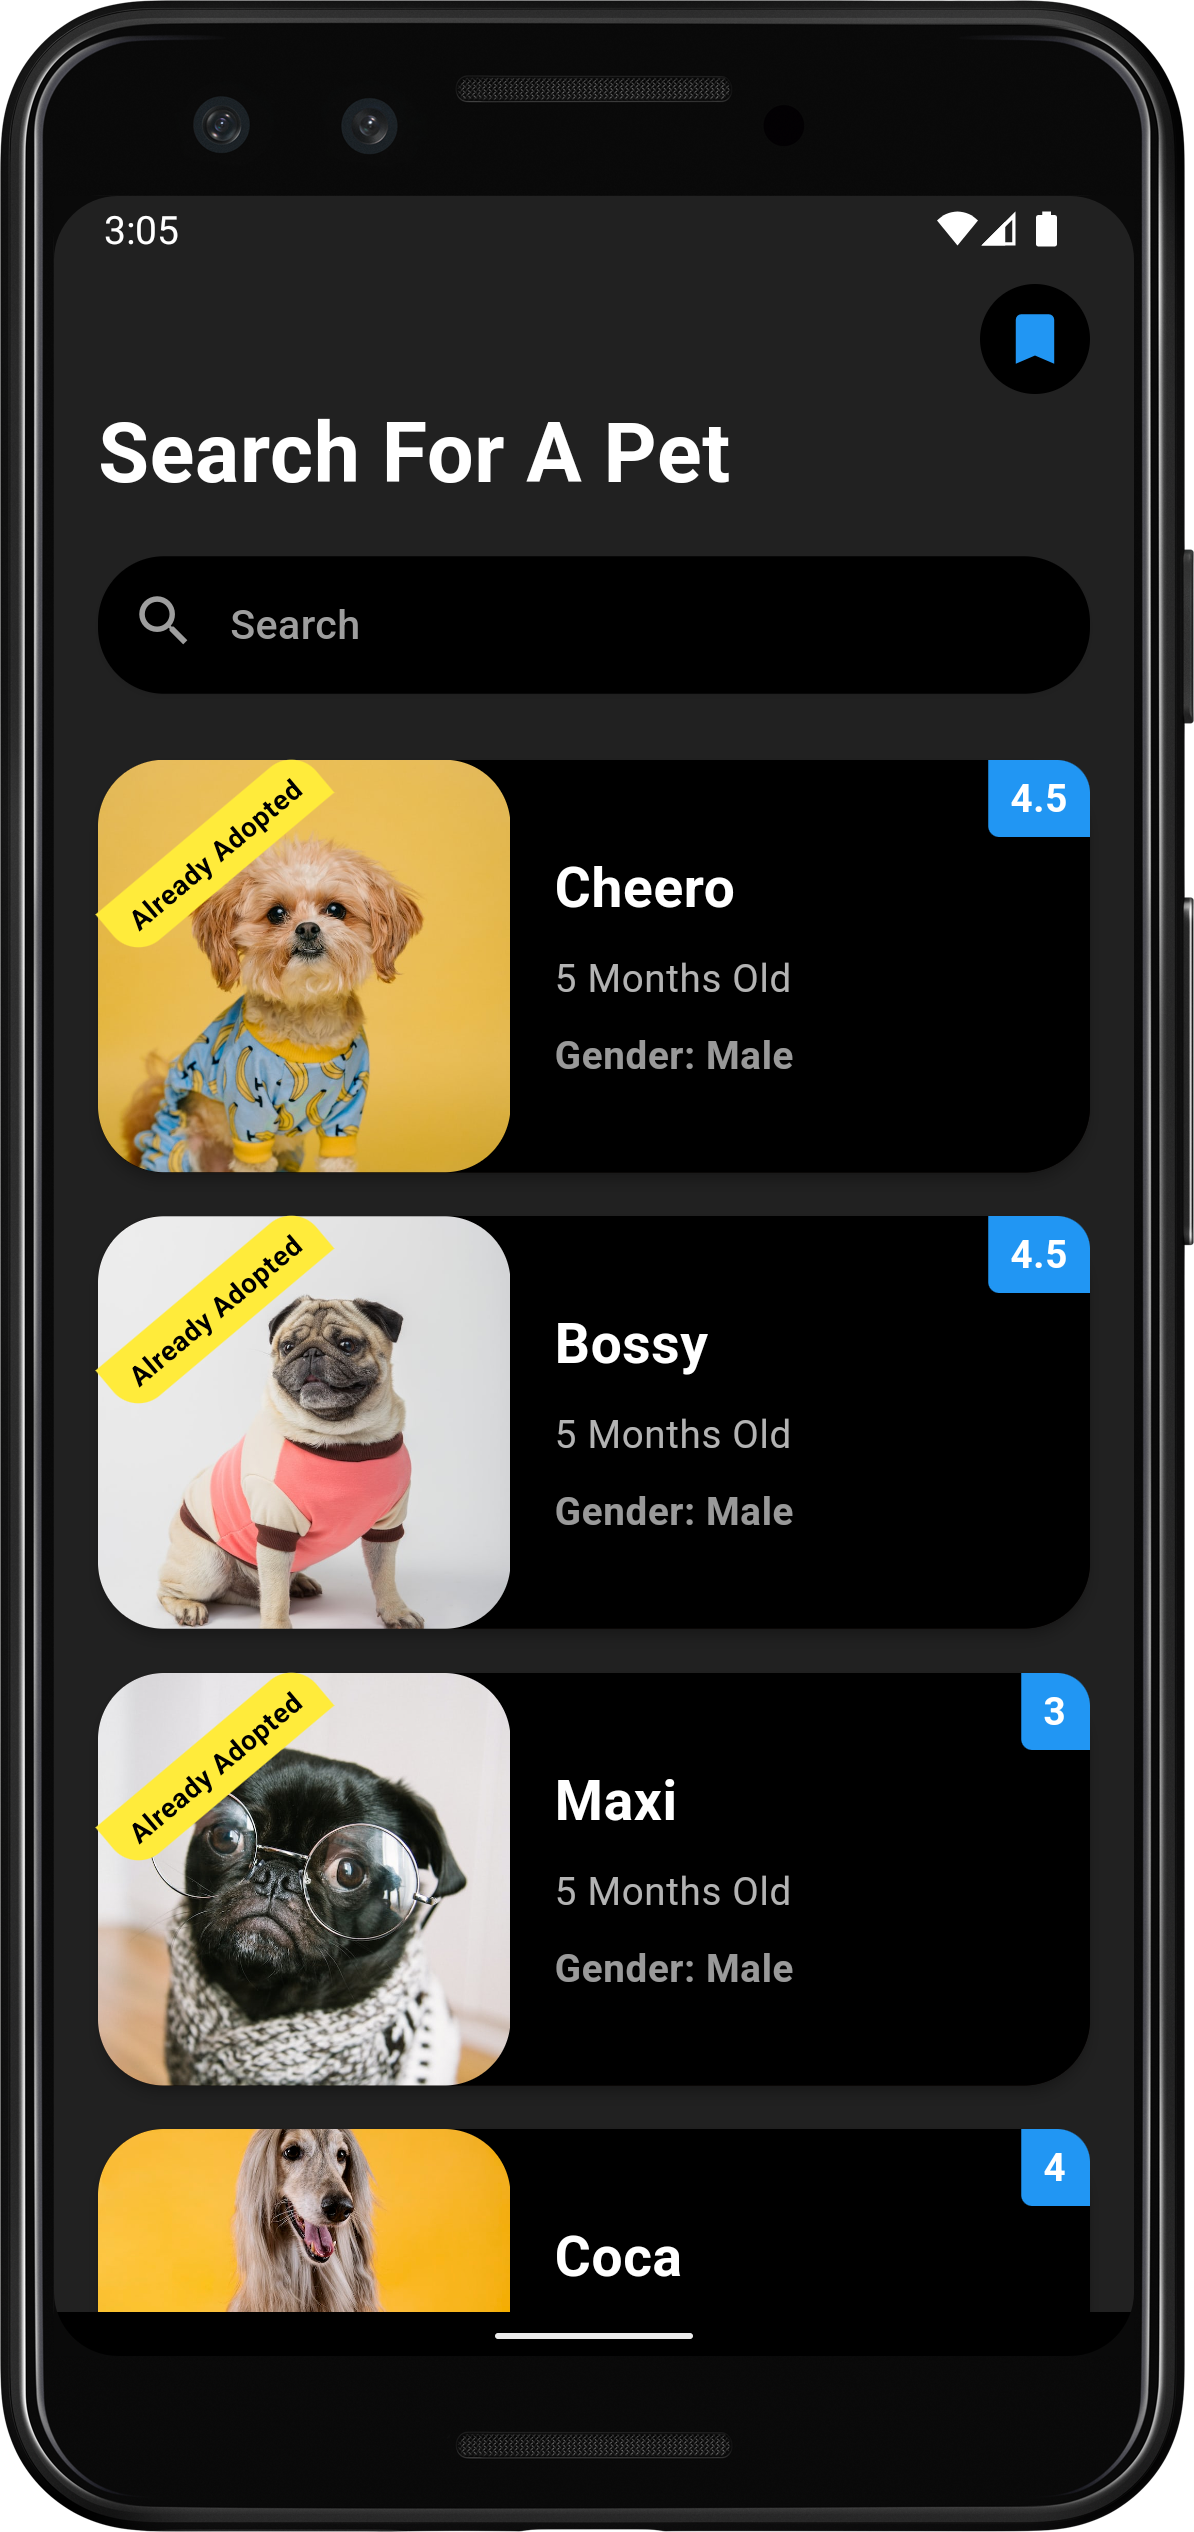 3:05
Search For A Pet
Search
Already Adopted
4.5
Cheero
5 Months Old
Gender: Male
Already Adopted
4.5
Bossy
5 Months Old
Gender: Male
Already Adopted
3
Maxi
5 Months Old
Gender: Male
4
Coca